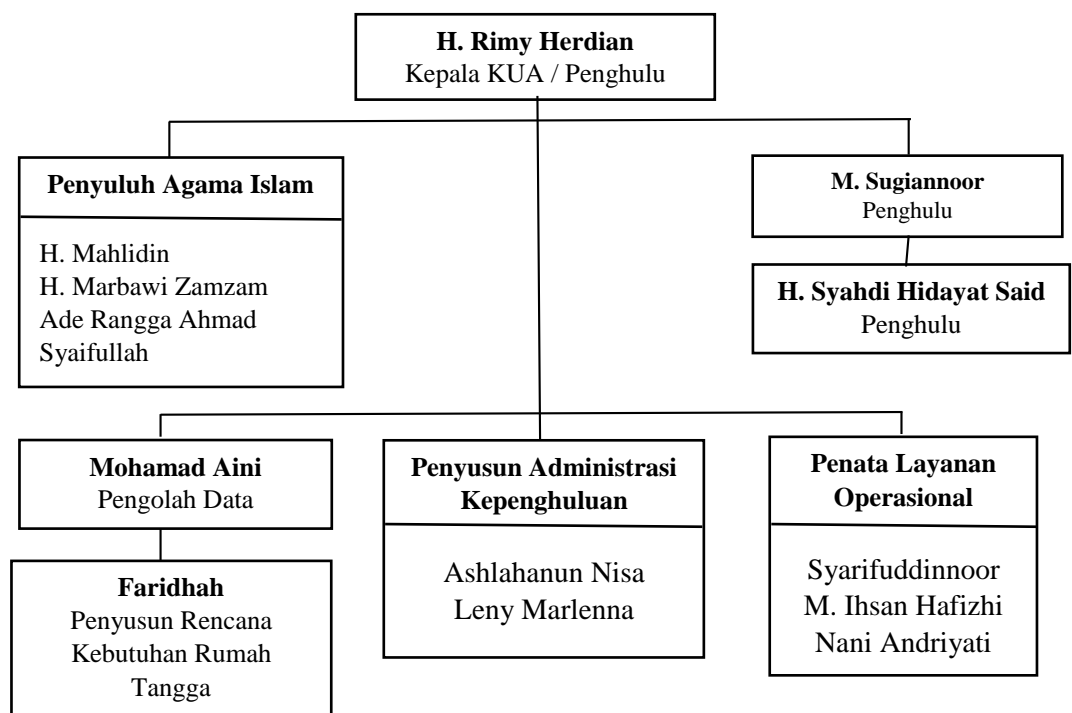 H. Rimy Herdian
Kepala KUA / Penghulu
Penyuluh Agama Islam
H. Mahlidin
H. Marbawi Zamzam
Ade Rangga Ahmad
Syaifullah
M. Sugiannoor
Penghulu
H. Syahdi Hidayat Said
Penghulu
Mohamad Aini
Pengolah Data
Faridhah
Penyusun Rencana
Kebutuhan Rumah
Tangga
Penyusun Administrasi
Kepenghuluan
Ashlahanun Nisa
Leny Marlenna
Penata Layanan
Operasional
Syarifuddinnoor
M. Ihsan Hafizhi
Nani Andriyati